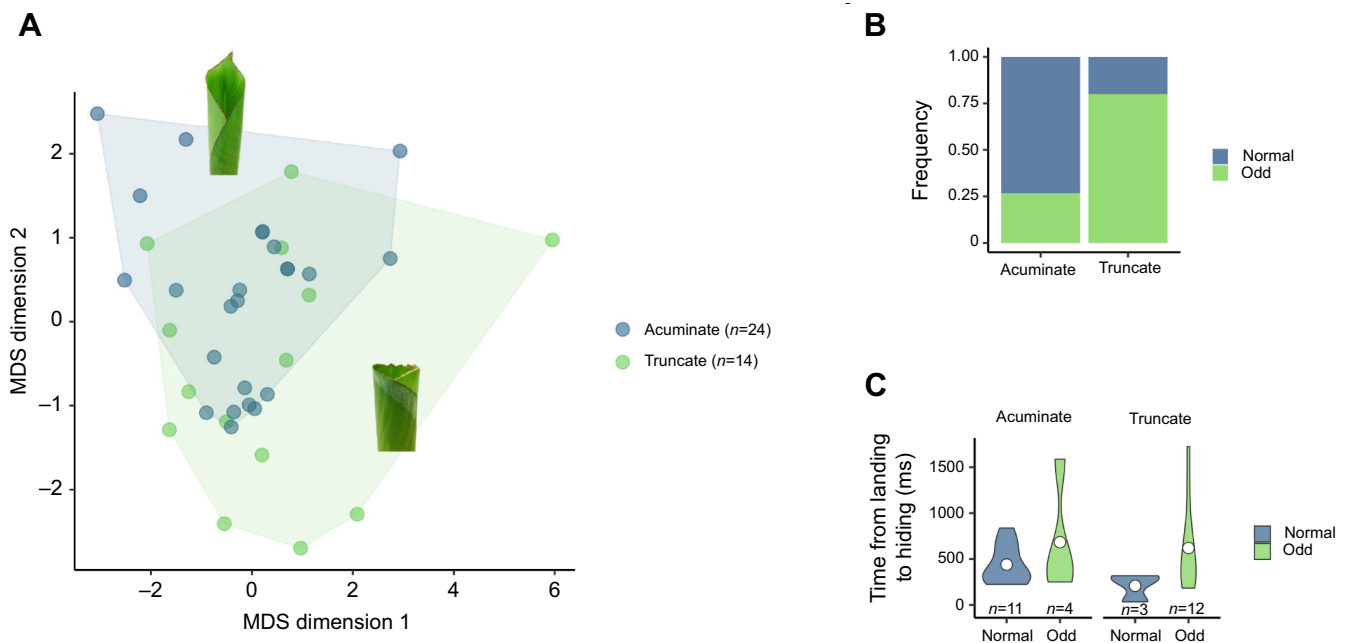 A
MDS dimension 2
2
1
0
–1
–2
–2
0
2
4
6
MDS dimension 1
Acuminate (n=24)
Truncate (n=14)
B
Frequency
1.00
0.75
0.50
0.25
0
Acuminate
Truncate
Normal
Odd
C
Time from landing
to hiding (ms)
Acuminate
Truncate
1500
1000
500
0
n=11
n=4
n=3
n=12
Normal
Odd
Normal
Odd
Normal
Odd